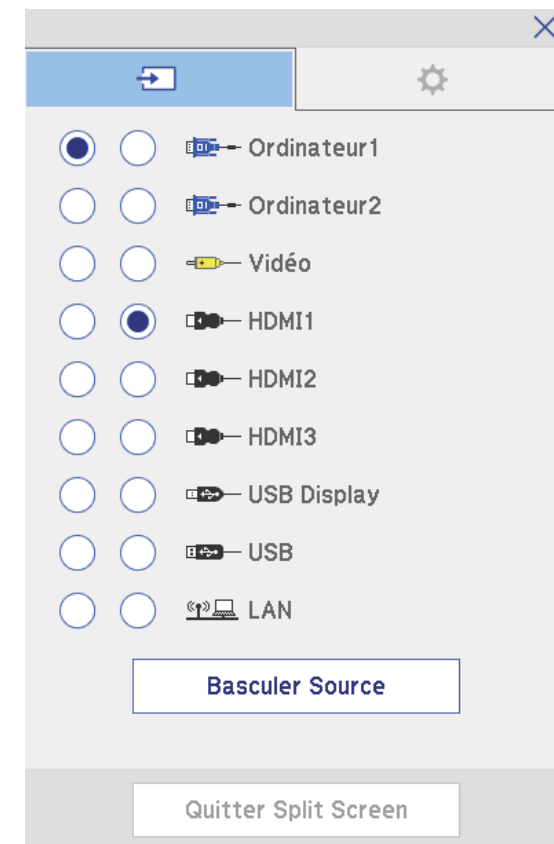 Ordinateur1
Ordinateur2
Vidéo
HDMI1
HDMI2
HDMI3
USB Display
USB
LAN
Basculer Source
Quitter Split Screen